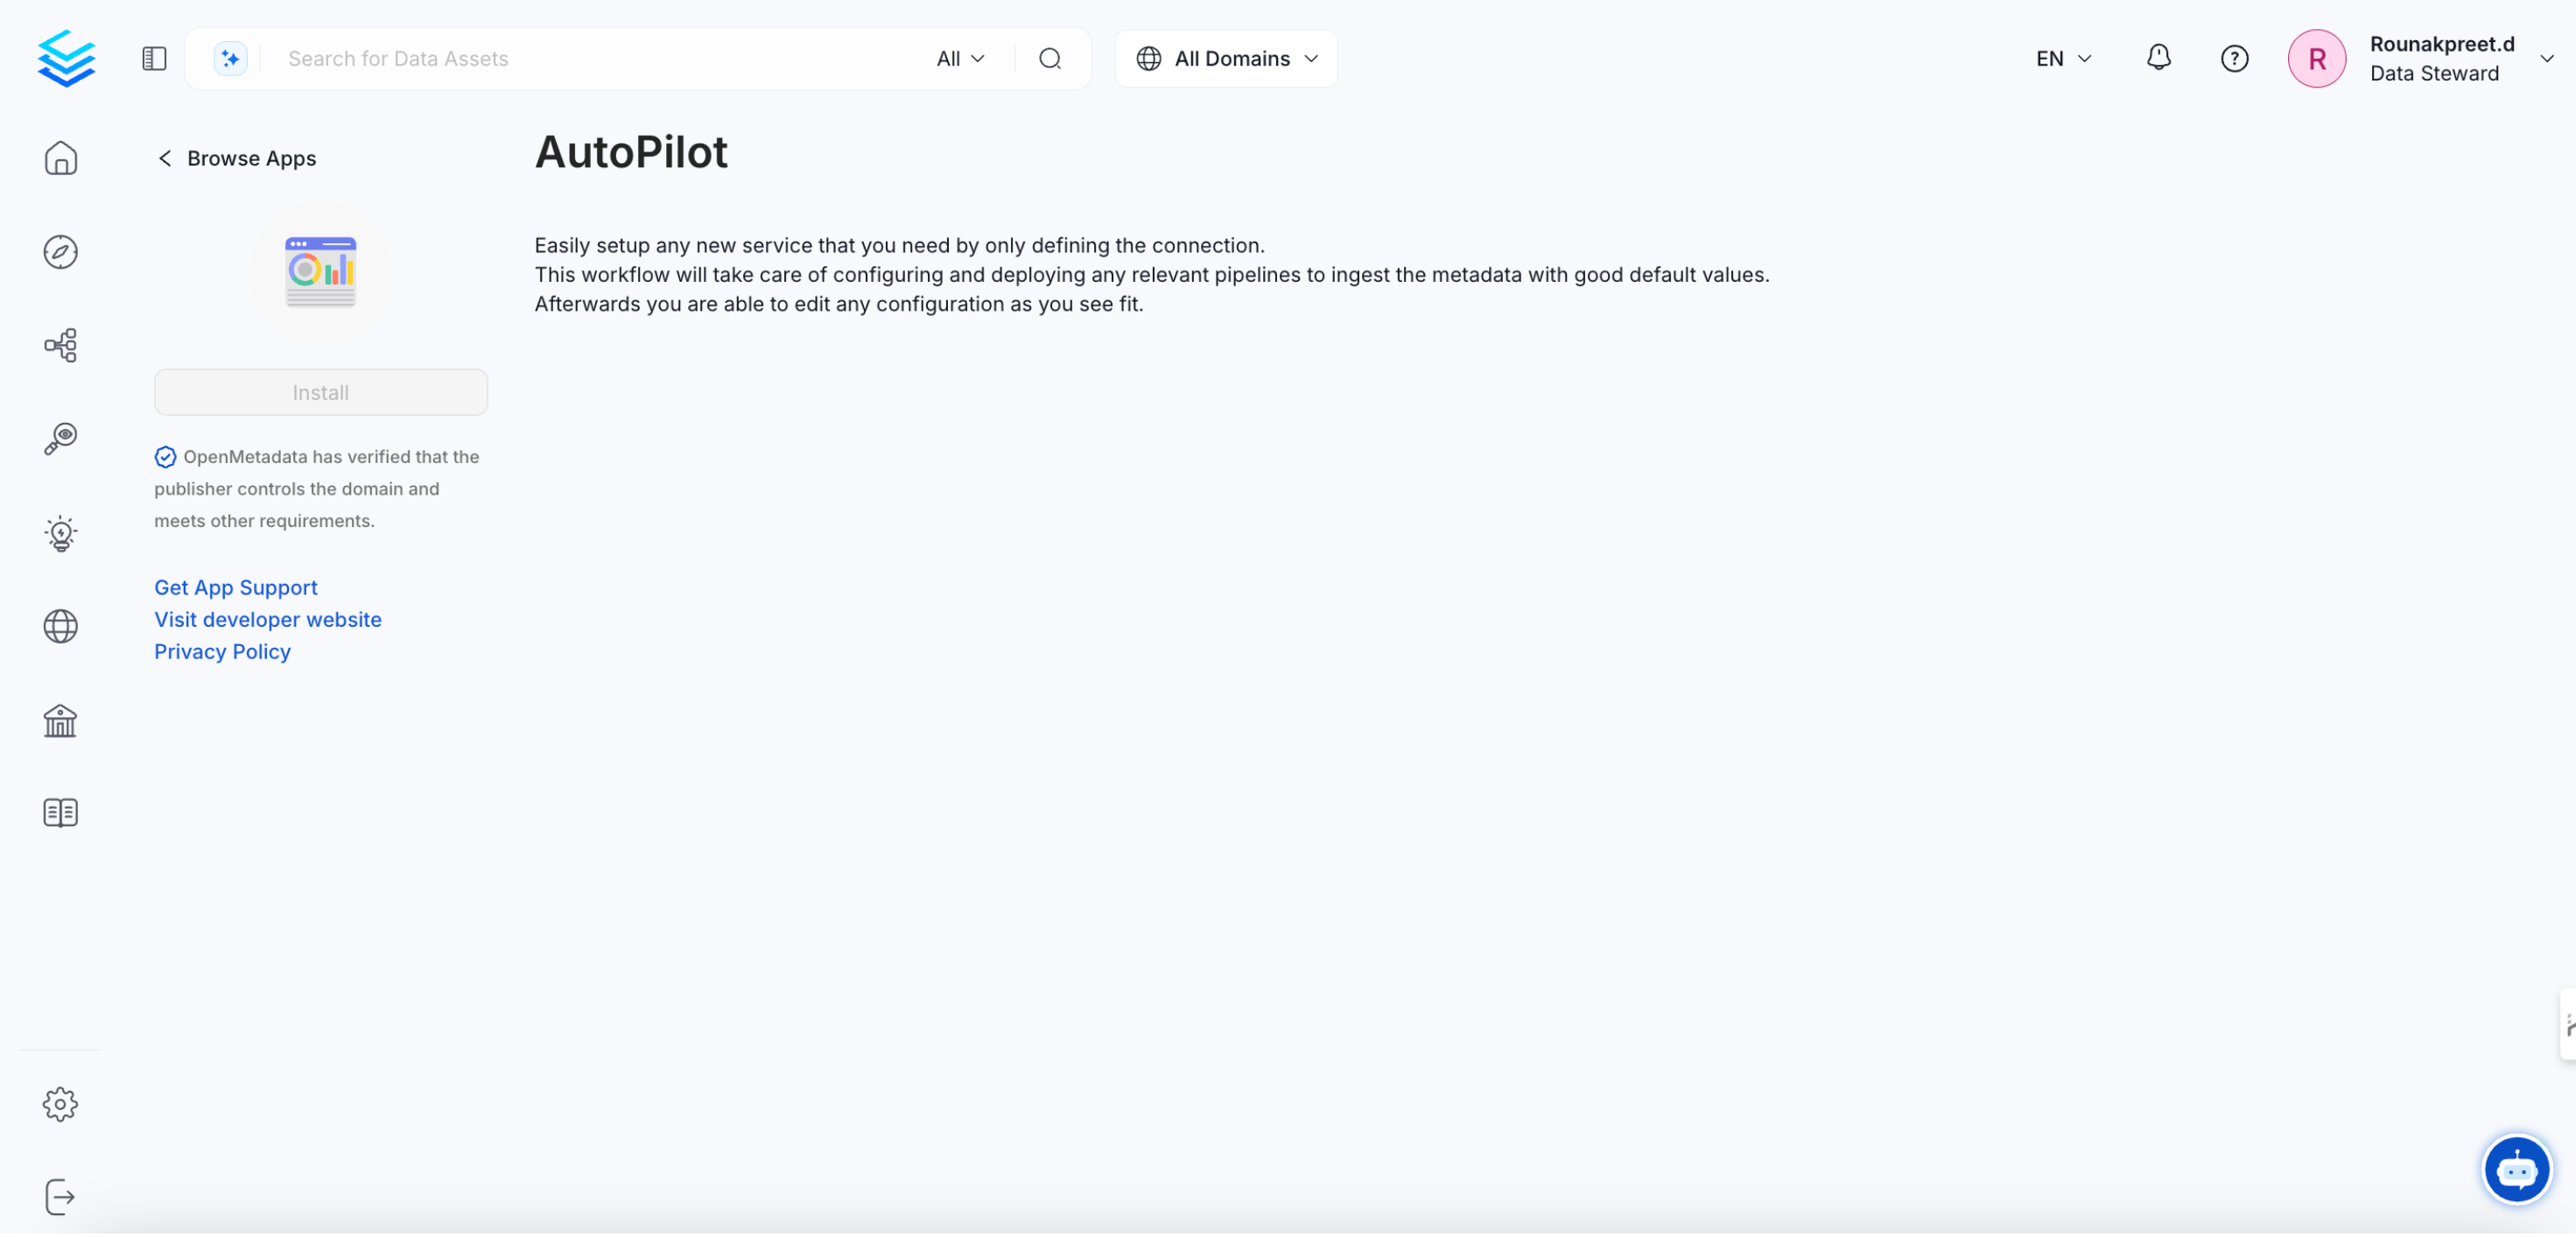 Search for Data Assets
All
All Domains
EN
R
Rounakpreet.d
Data Steward
Browse Apps
Install
OpenMetadata has verified that the
publisher controls the domain and
meets other requirements.
Get App Support
Visit developer website
Privacy Policy
AutoPilot
Easily setup any new service that you need by only defining the connection.
This workflow will take care of configuring and deploying any relevant pipelines to ingest the metadata with good default values.
Afterwards you are able to edit any configuration as you see fit.